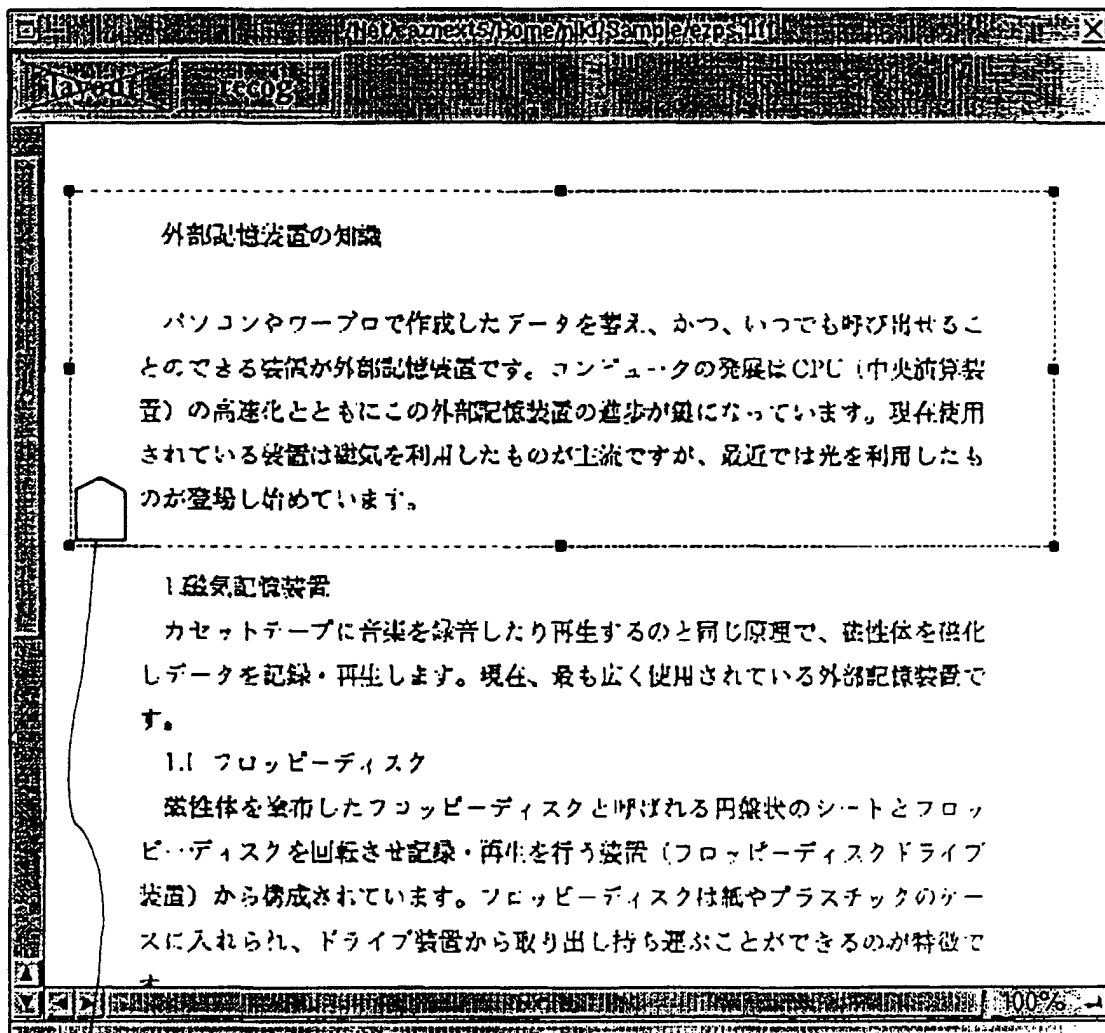 layout recog
外部記憶装置の知識
パソコンやワープロで作成したデータを蓄え、かつ、いつでも呼び出せるこ
とのできる装置が外部記憶装置です。コンピュータの発展はCPU（中央演算装
置）の高速化とともにこの外部記憶装置の進歩が鍵になっています。現在使用
されている装置は磁気を利用したものが主流ですが、最近では光を利用したも
のが登場し始めています。
1.磁気記憶装置
カセットテープに音楽を録音したり再生するのと同じ原理で、磁性体を磁化
しデータを記録・再生します。現在、最も広く使用されている外部記憶装置で
す。
1.1 フロッピーディスク
磁性体を塗布したフロッピーディスクと呼ばれる円盤状のシートとフロッ
ピーディスクを回転させ記録・再生を行う装置（フロッピーディスクドライブ
装置）から構成されています。フロッピーディスクは紙やプラスチックのケー
スに入れられ、ドライブ装置から取り出し持ち運ぶことができるのが特徴で
100%